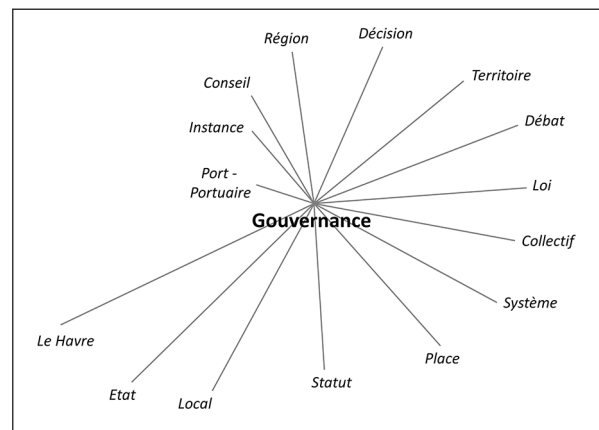 Région
Décision
Conseil
Territoire
Instance
Débat
Port -
Portuaire
Loi
Gouvernance
Collectif
Système
Le Havre
Place
Statut
Etat
Local